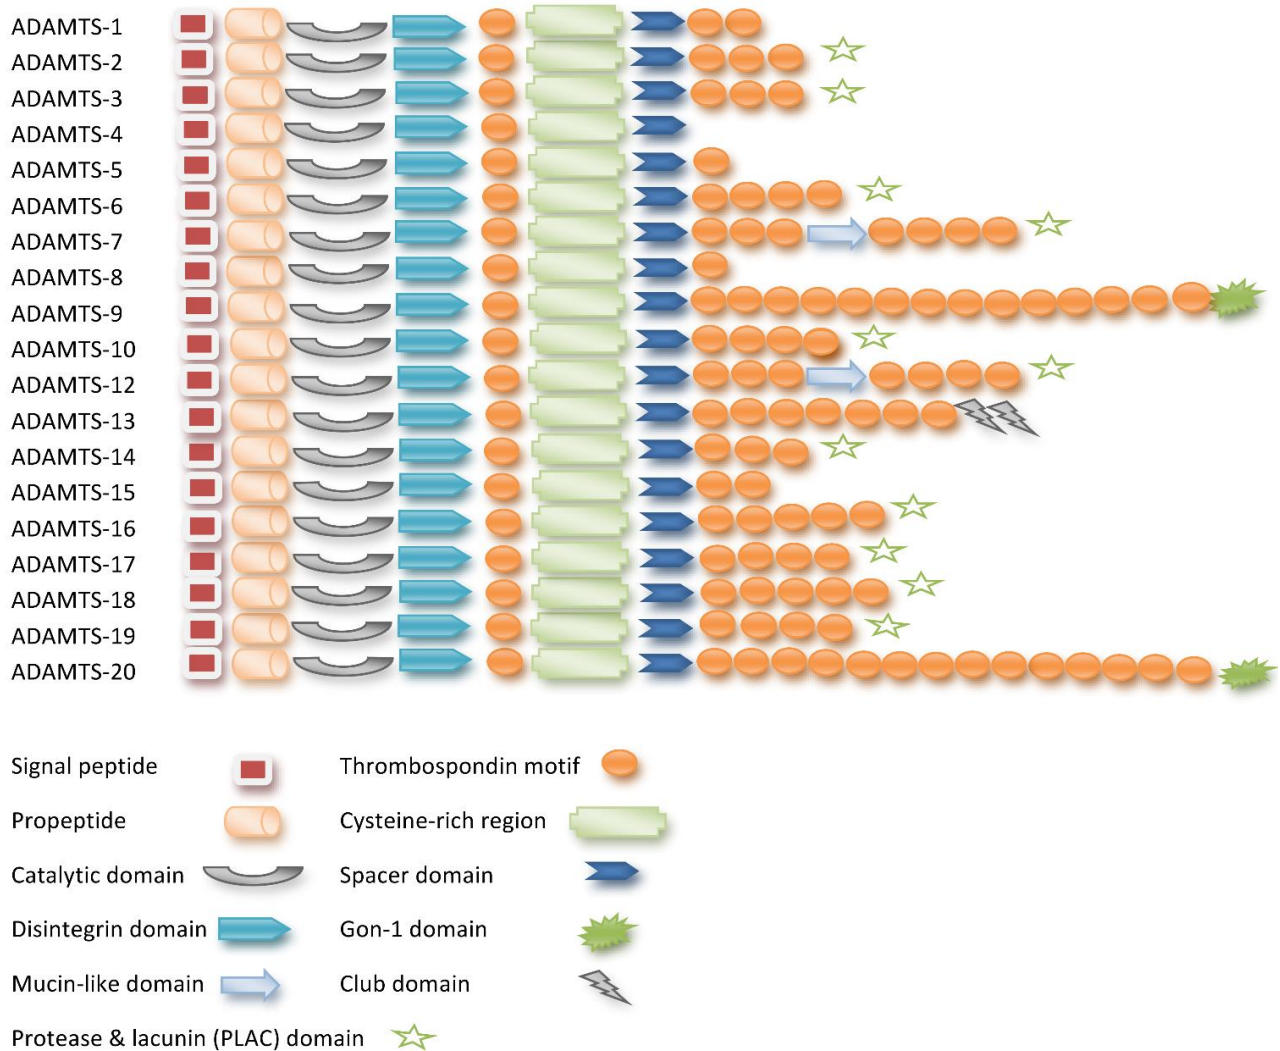 ADAMTS-1
ADAMTS-2
ADAMTS-3
ADAMTS-4
ADAMTS-5
ADAMTS-6
ADAMTS-7
ADAMTS-8
ADAMTS-9
ADAMTS-10
ADAMTS-12
ADAMTS-13
ADAMTS-14
ADAMTS-15
ADAMTS-16
ADAMTS-17
ADAMTS-18
ADAMTS-19
ADAMTS-20
Signal peptide
Thrombospondin motif
Propeptide
Cysteine-rich region
Catalytic domain
Spacer domain
Disintegrin domain
Gon-1 domain
Mucin-like domain
Club domain
Protease & lacunin (PLAC) domain